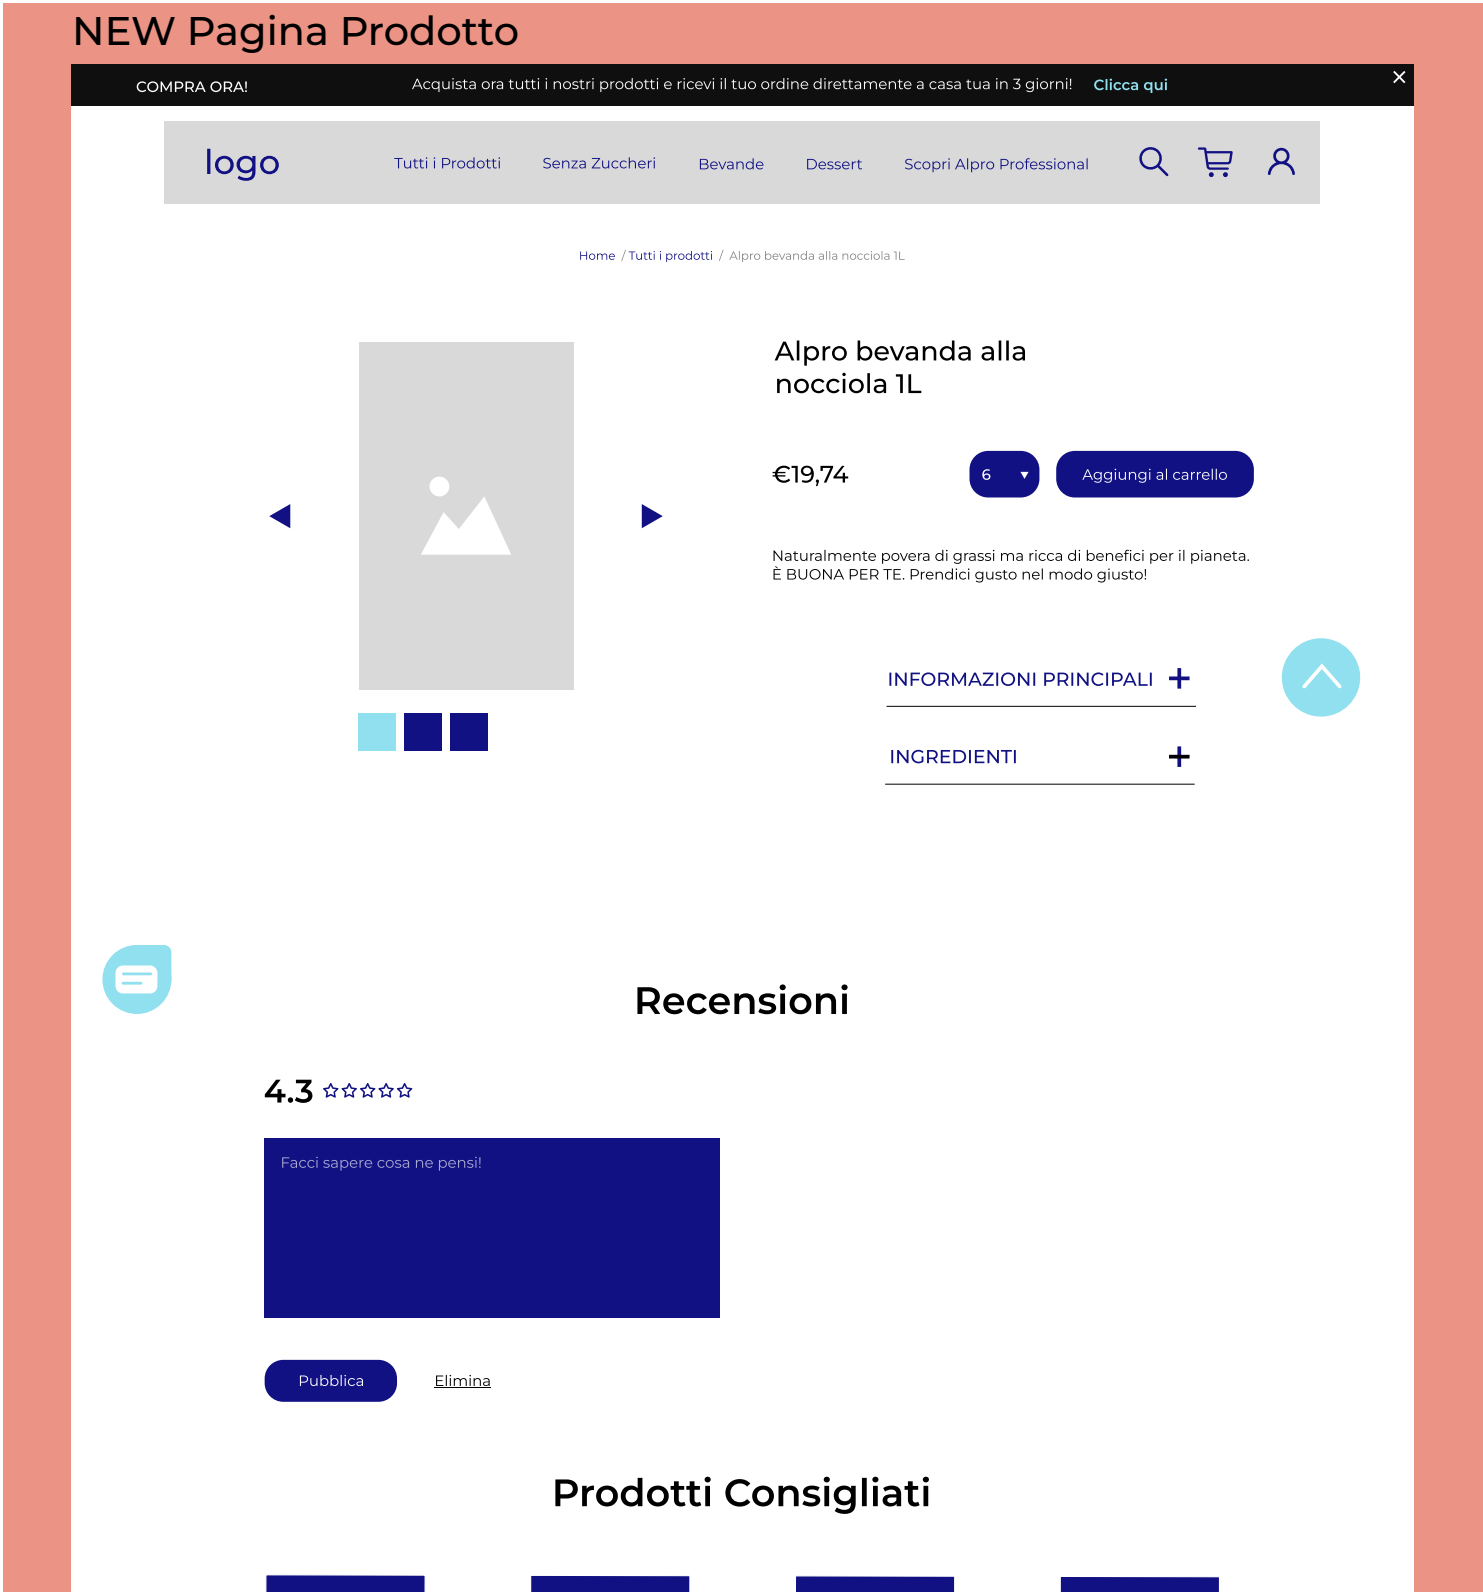 NEW Pagina Prodotto
COMPRA ORA!
Acquista ora tutti i nostri prodotti e ricevi il tuo ordine direttamente a casa tua in 3 giorni! Clicca qui
logo
Tutti i Prodotti
Senza Zuccheri
Bevande
Dessert
Scopri Alpro Professional
Home / Tutti i prodotti / Alpro bevanda alla nocciola 1L
Alpro bevanda alla
nocciola 1L
€19,74
6
Aggiungi al carrello
Naturalmente povera di grassi ma ricca di benefici per il pianeta.
È BUONA PER TE. Prendici gusto nel modo giusto!
INFORMAZIONI PRINCIPALI
INGREDIENTI
Recensioni
4.3
Facci sapere cosa ne pensi!
Pubblica
Elimina
Prodotti Consigliati